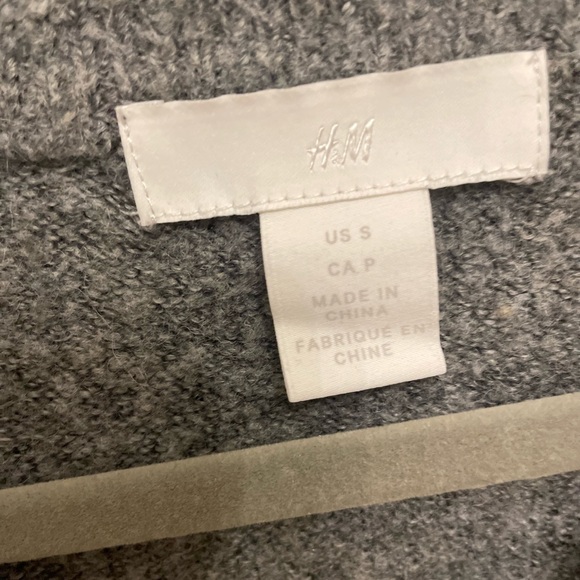 H&M
US S
CA P
MADE IN
CHINA
FABRIQUE EN
CHINE